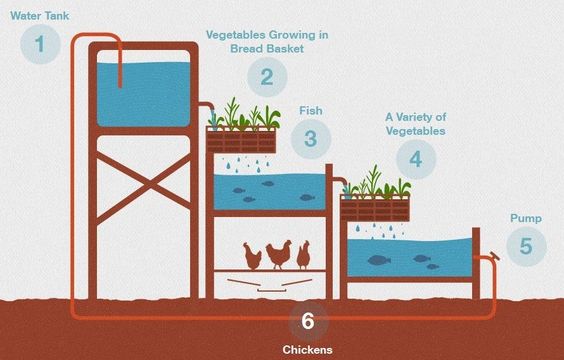 Water Tank
1
Vegetables Growing in
Bread Basket
2
Fish
3
A Variety of
Vegetables
4
Pump
5
6
Chickens